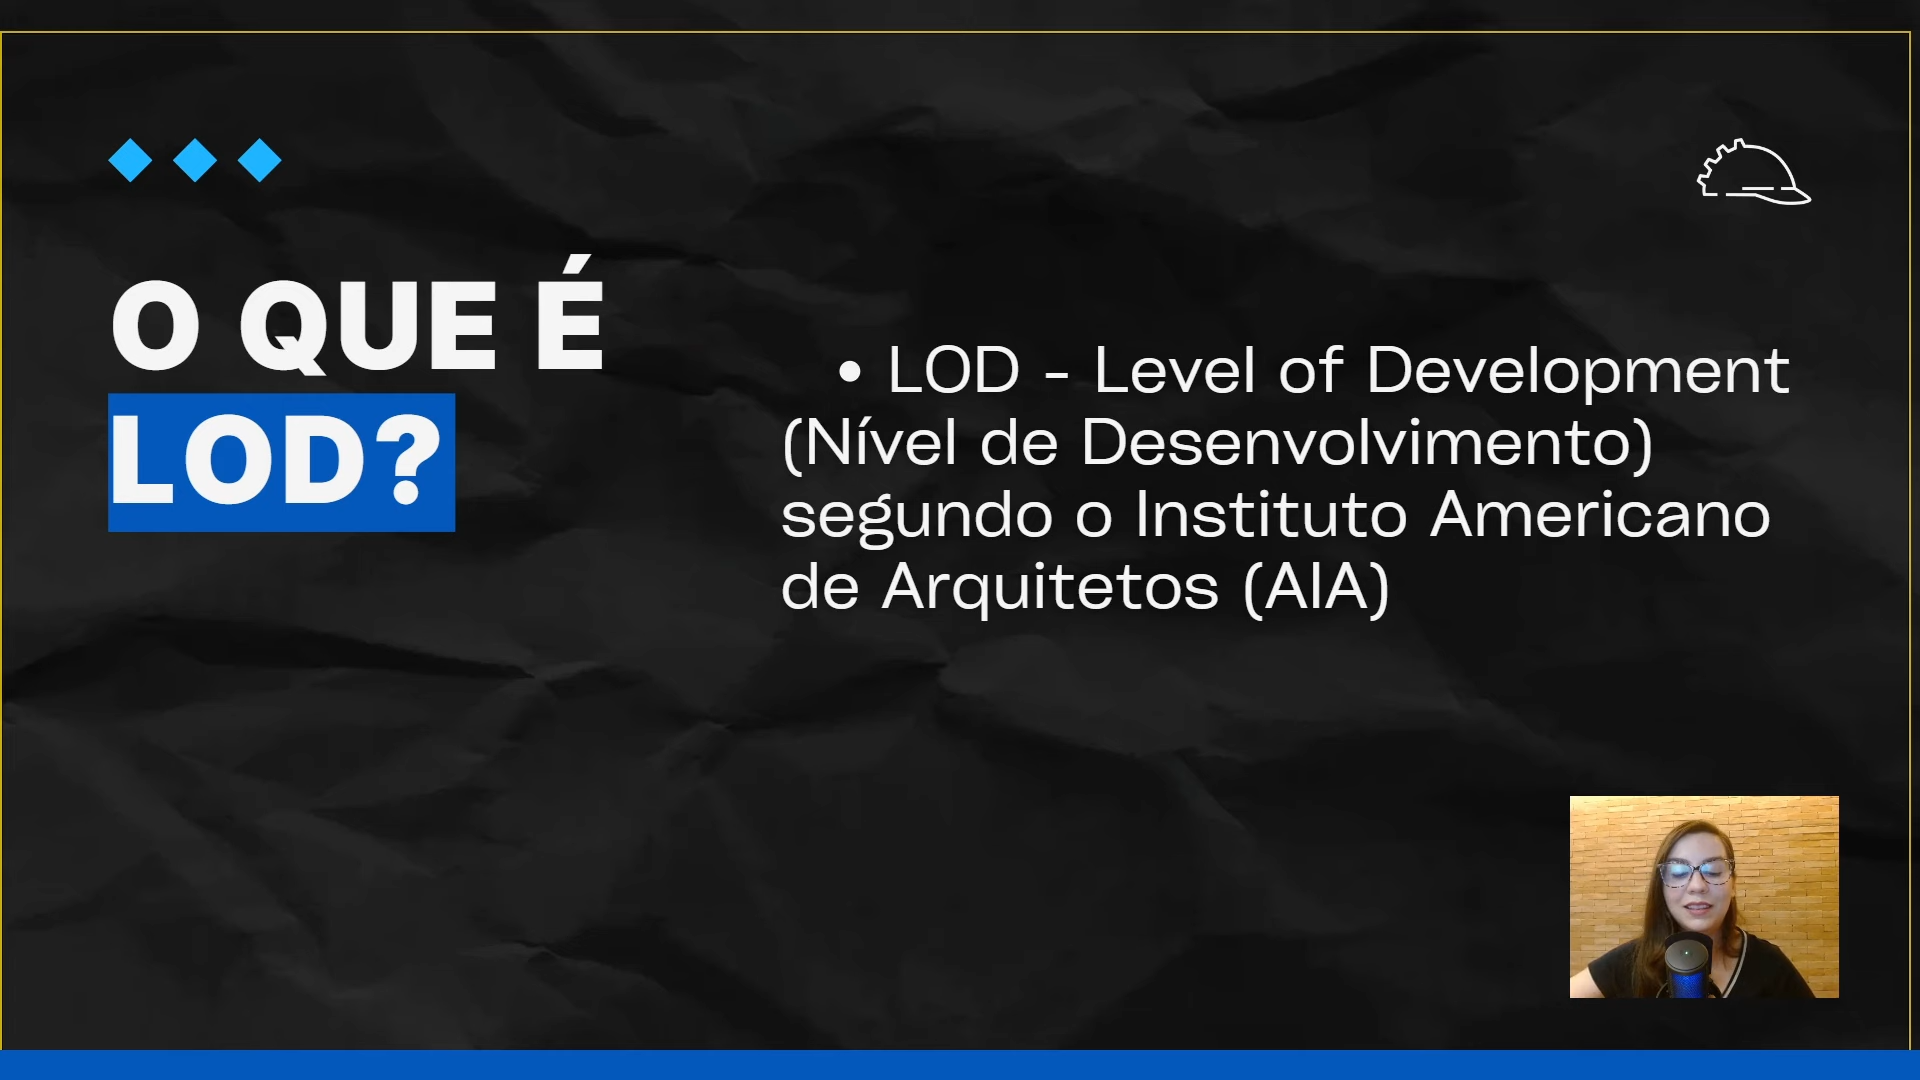 O QUE É
LOD?
• LOD - Level of Development
(Nível de Desenvolvimento)
segundo o Instituto Americano
de Arquitetos (AIA)